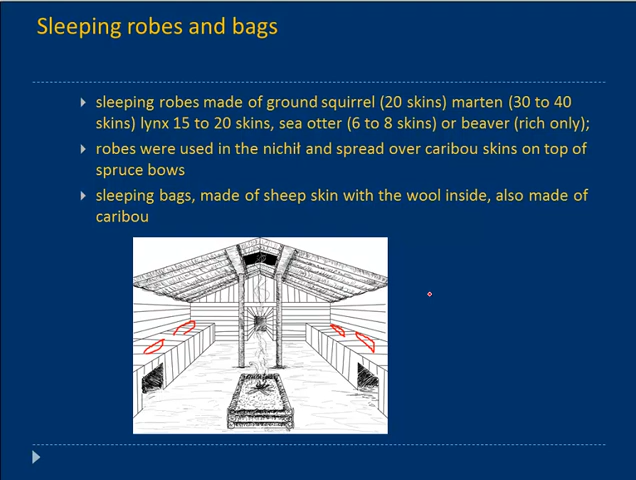 Sleeping robes and bags
sleeping robes made of ground squirrel (20 skins) marten (30 to 40
skins) lynx 15 to 20 skins, sea otter (6 to 8 skins) or beaver (rich only);
robes were used in the nichił and spread over caribou skins on top of
spruce bows
sleeping bags, made of sheep skin with the wool inside, also made of
caribou